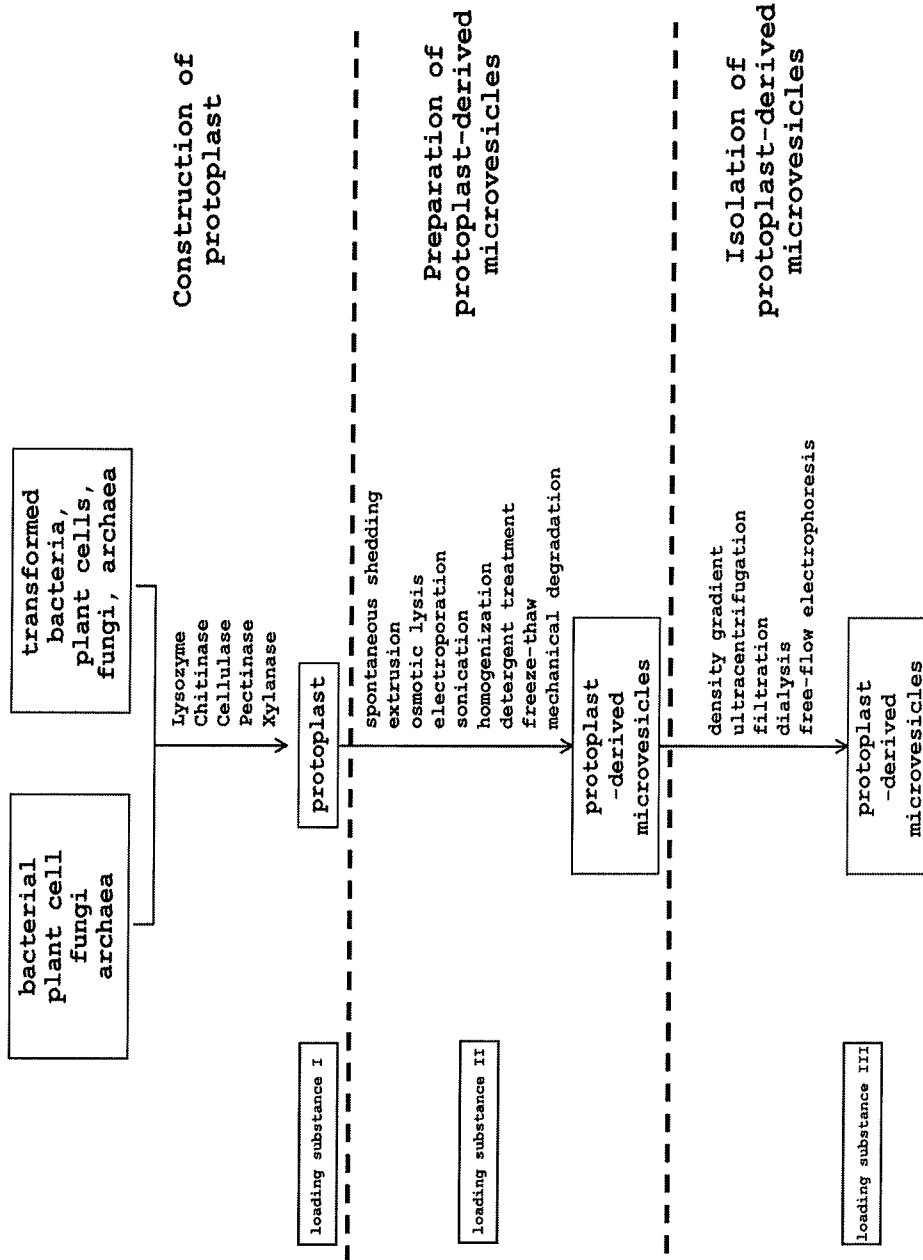 bacterial
plant cell
fungi
archaea
transformed
bacteria,
plant cells,
fungi, archaea
Lysozyme
Chitinase
Cellulase
Pectinase
Xylanase
Construction of
protoplast
loading substance I
protoplast
spontaneous shedding
extrusion
osmotic lysis
electroporation
sonication
homogenization
detergent treatment
freeze-thaw
mechanical degradation
Preparation of
protoplast-derived
microvesicles
loading substance II
protoplast
-derived
microvesicles
density gradient
ultracentrifugation
filtration
dialysis
free-flow electrophoresis
Isolation of
protoplast-derived
microvesicles
loading substance III
protoplast
-derived
microvesicles